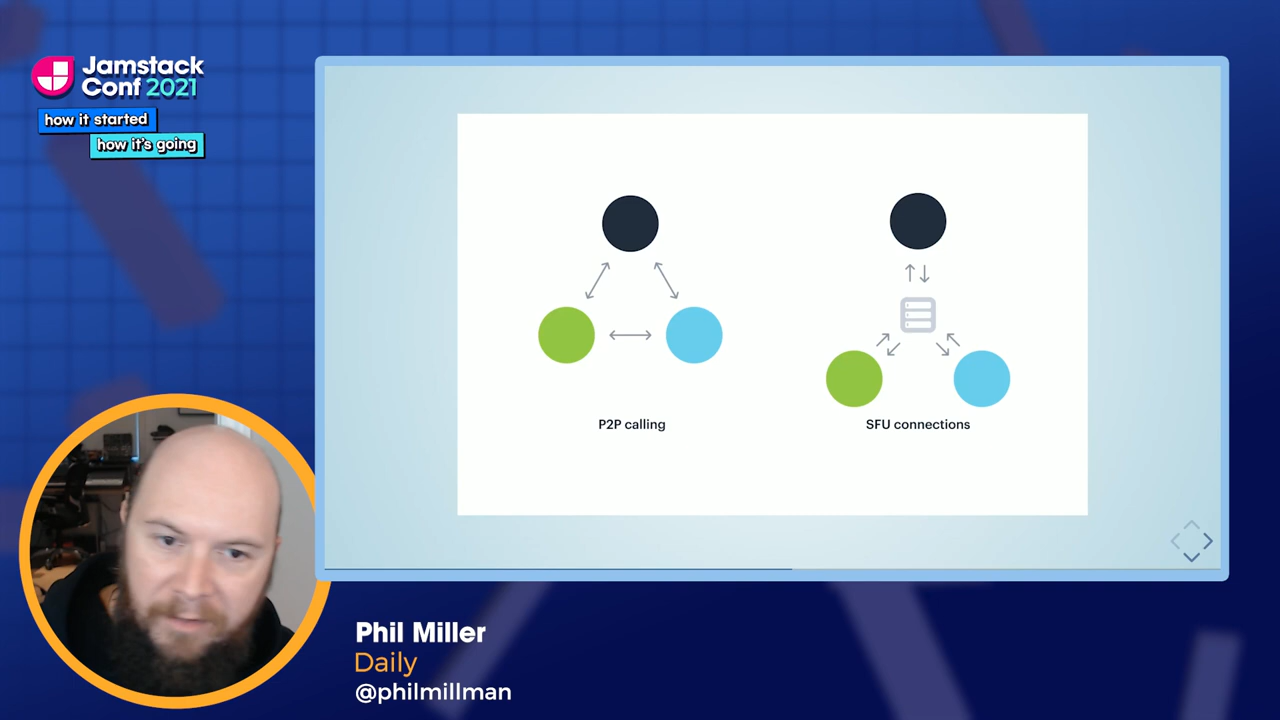 Jamstack
Conf 2021
how it started
how it's going
P2P calling
SFU connections
Phil Miller
Daily
@philmillman